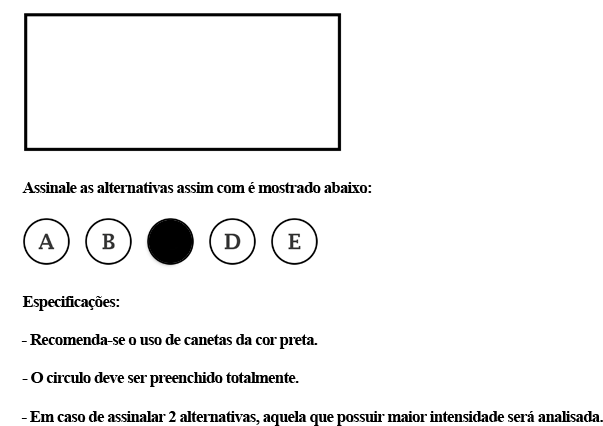 Assinale as alternativas assim com é mostrado abaixo:
A B D E
Especificações:
- Recomenda-se o uso de canetas da cor preta.
- O circulo deve ser preenchido totalmente.
- Em caso de assinalar 2 alternativas, aquela que possuir maior intensidade será analisada.